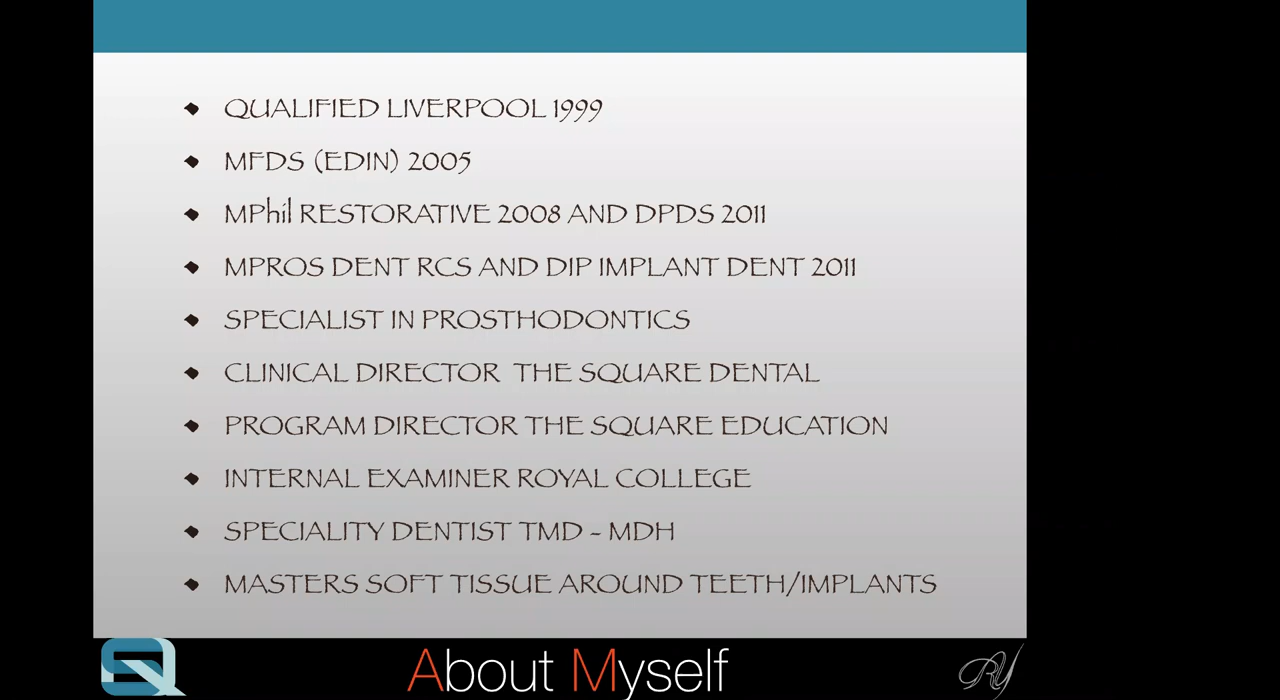 QUALIFIED LIVERPOOL 1999
MFDS (EDIN) 2005
MPhil RESTORATIVE 2008 AND DPDS 2011
MPROS DENT RCS AND DIP IMPLANT DENT 2011
SPECIALIST IN PROSTHODONTICS
CLINICAL DIRECTOR THE SQUARE DENTAL
PROGRAM DIRECTOR THE SQUARE EDUCATION
INTERNAL EXAMINER ROYAL COLLEGE
SPECIALITY DENTIST TMD - MDH
MASTERS SOFT TISSUE AROUND TEETH/IMPLANTS
About Myself
RY